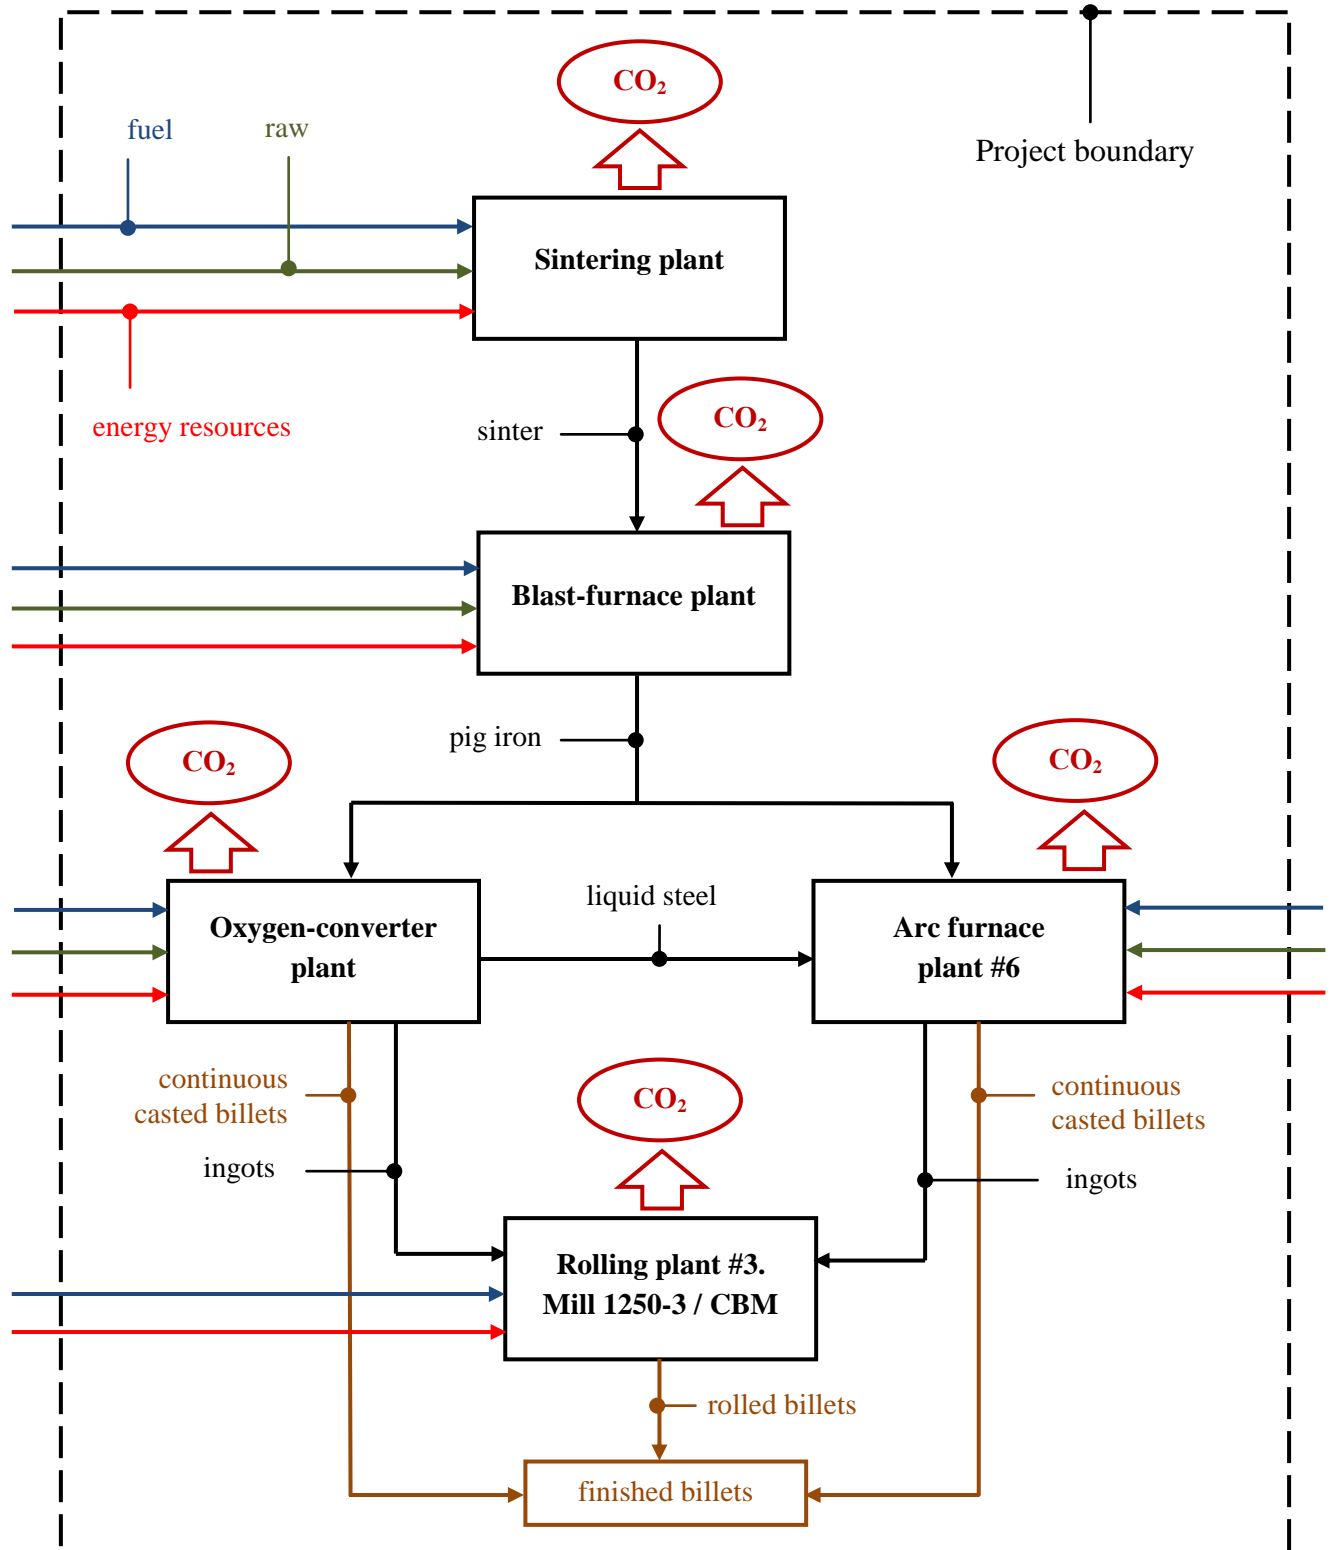 CO₂
fuel
raw
Project boundary
Sintering plant
energy resources
sinter
CO₂
Blast-furnace plant
pig iron
CO₂
CO₂
liquid steel
Oxygen-converter
plant
Arc furnace
plant #6
continuous
casted billets
CO₂
continuous
casted billets
ingots
ingots
Rolling plant #3.
Mill 1250-3 / CBM
rolled billets
finished billets